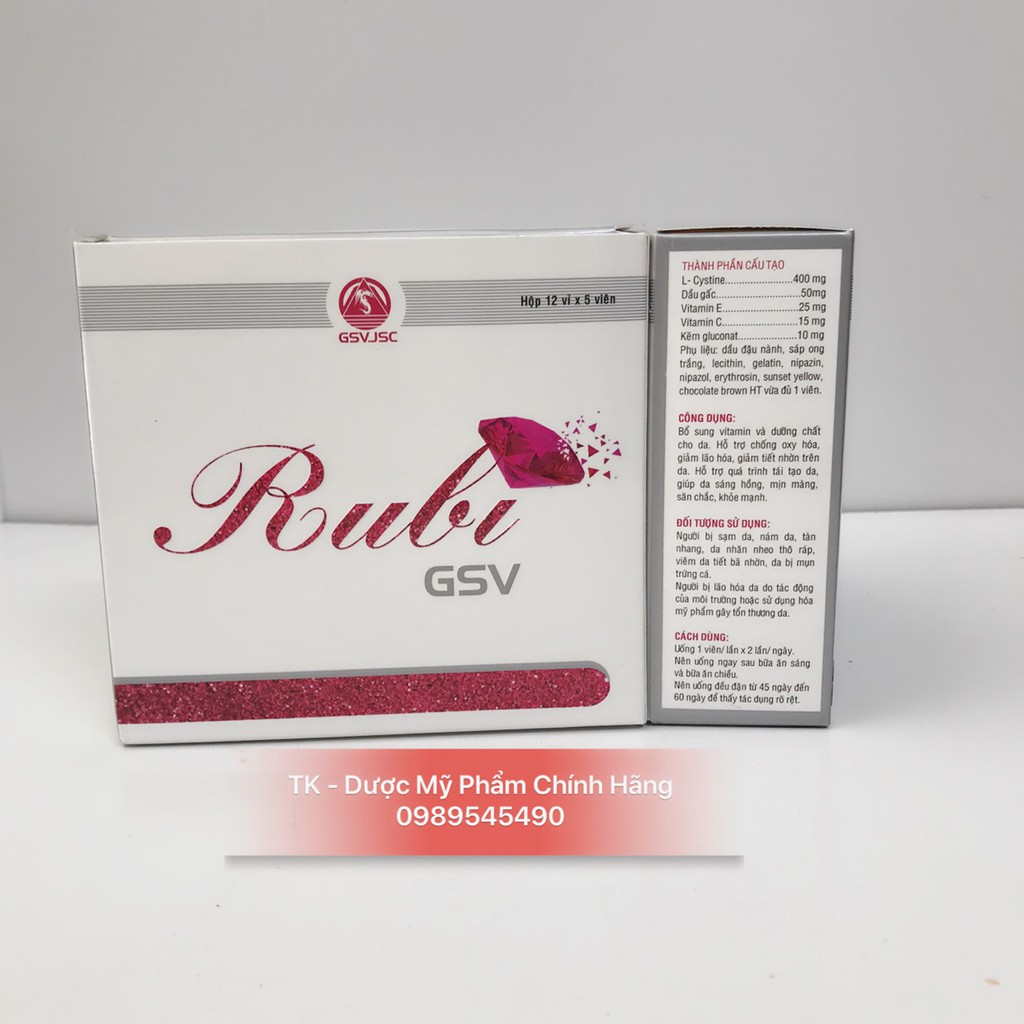 GSVJSC
Hộp 12 vỉ x 5 viên
Rubi
GSV
THÀNH PHẦN CẤU TẠO
L- Cystine.......................400 mg
Dầu gấc............................50mg
Vitamin E..........................25 mg
Vitamin C..........................15 mg
Kẽm gluconat....................10 mg
Phụ liệu: dầu đậu nành, sáp ong
trắng, lecithin, gelatin, nipazin,
nipazol, erythrosin, sunset yellow,
chocolate brown HT vừa đủ 1 viên.
CÔNG DỤNG:
Bổ sung vitamin và dưỡng chất
cho da. Hỗ trợ chống oxy hóa,
giảm lão hóa, giảm tiết nhờn trên
da. Hỗ trợ quá trình tái tạo da,
giúp da sáng hồng, mịn màng,
săn chắc, khỏe mạnh.
ĐỐI TƯỢNG SỬ DỤNG:
Người bị sạm da, nám da, tàn
nhang, da nhăn nheo thô ráp,
viêm da tiết bã nhờn, da bị mụn
trứng cá.
Người bị lão hóa da do tác động
của môi trường hoặc sử dụng hóa
mỹ phẩm gây tổn thương da.
CÁCH DÙNG:
Uống 1 viên/ lần x 2 lần/ ngày.
Nên uống ngay sau bữa ăn sáng
và bữa ăn chiều.
Nên uống đều đặn từ 45 ngày đến
60 ngày để thấy tác dụng rõ rệt.
TK - Dược Mỹ Phẩm Chính Hãng
0989545490